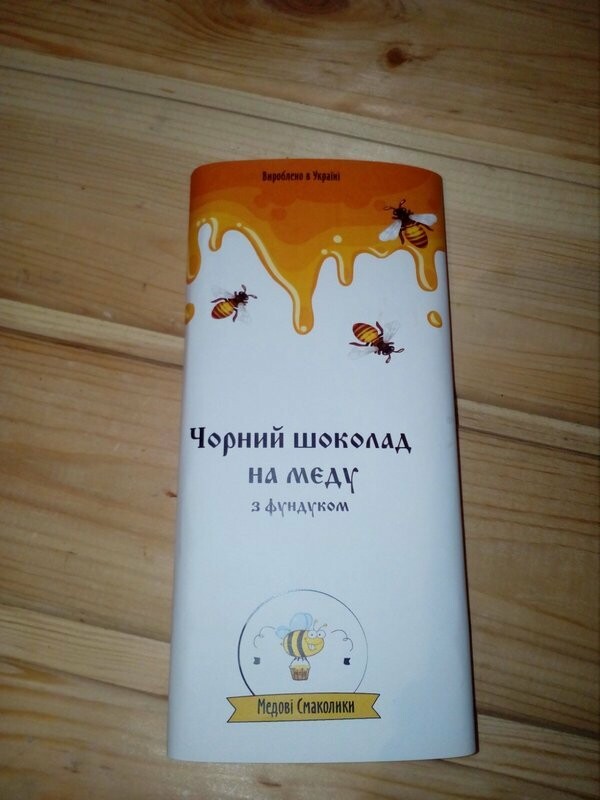 Вироблено в Україні
Чорний шоколад
на меду
з фундуком
Медові Смаколики